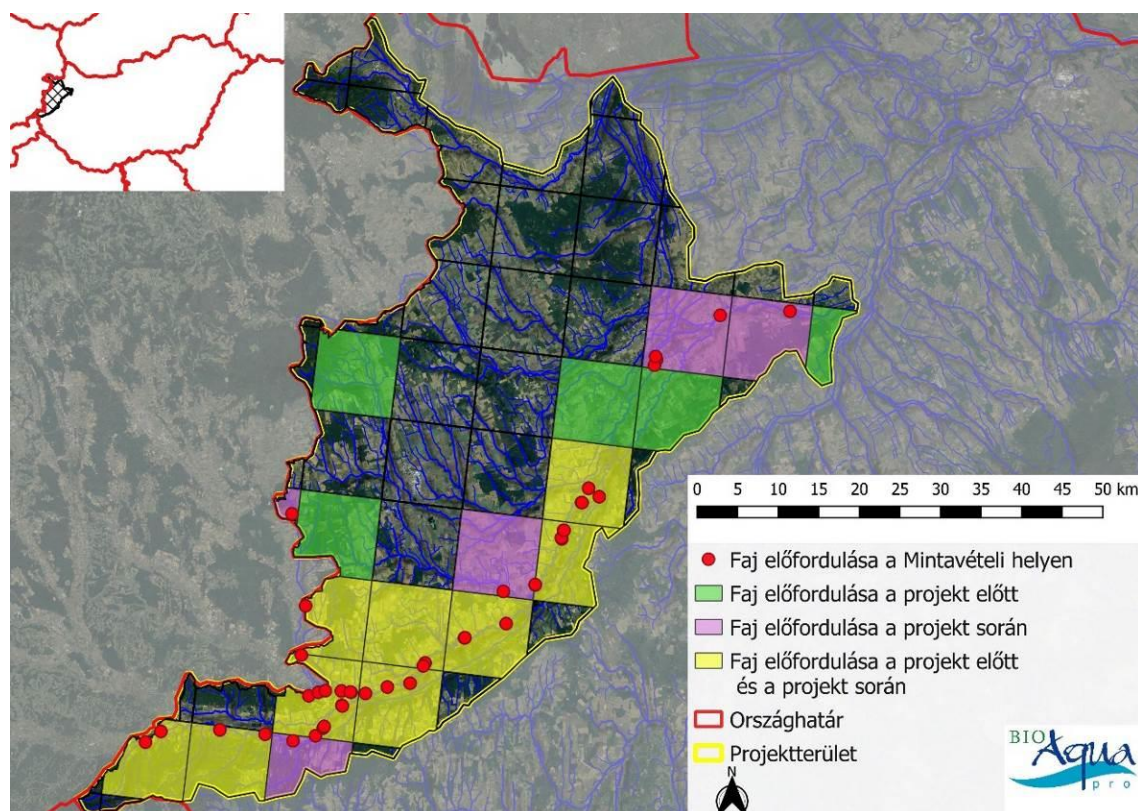 0 5 10 15 20 25 30 35 40 45 50 km
Faj előfordulása a Mintavételi helyen
Faj előfordulása a projekt előtt
Faj előfordulása a projekt során
Faj előfordulása a projekt előtt
és a projekt során
Országhatár
Projektterület
N
BIO
Aqua
pro